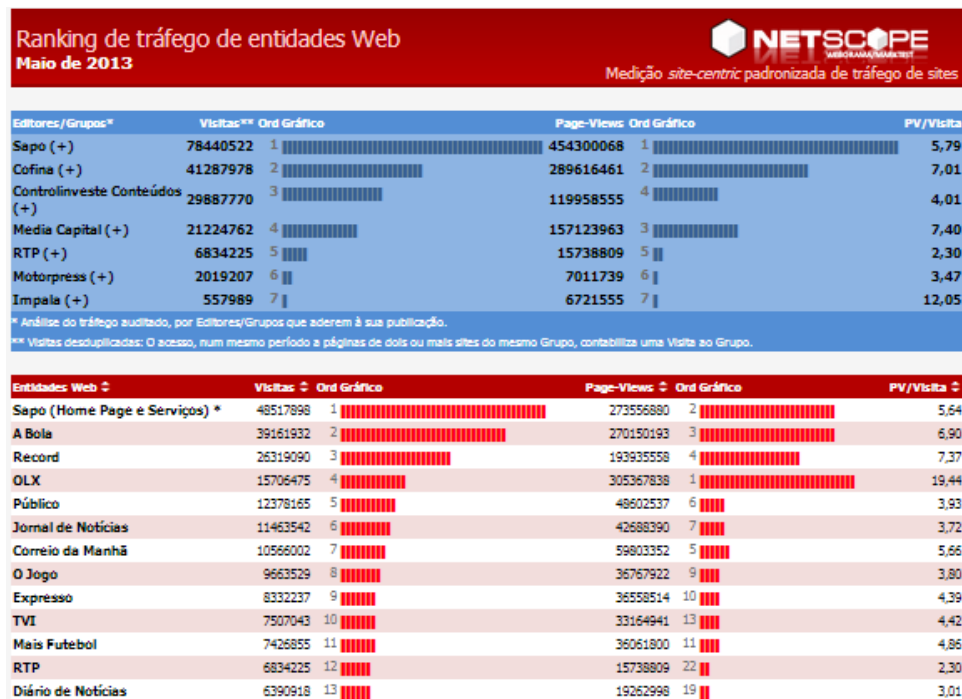 Ranking de tráfego de entidades Web
Maio de 2013
NETSCOPE
WEBORAMA/MARKTEST
Medição site-centric padronizada de tráfego de sites
Editores/Grupos* Visitas** Ord Gráfico Page-Views Ord Gráfico PV/Visita
Sapo (+) 78440522 1 454300068 1 5,79
Cofina (+) 41287978 2 289616461 2 7,01
Controlinveste Conteúdos (+) 29887770 3 119958555 4 4,01
Media Capital (+) 21224762 4 157123963 3 7,40
RTP (+) 6834225 5 15738809 5 2,30
Motorpress (+) 2019207 6 7011739 6 3,47
Impala (+) 557989 7 6721555 7 12,05
* Análise do tráfego auditado, por Editores/Grupos que aderem à sua publicação.
** Visitas desduplicadas: O acesso, num mesmo período a páginas de dois ou mais sites do mesmo Grupo, contabiliza uma Visita ao Grupo.
Entidades Web Visitas Ord Gráfico Page-Views Ord Gráfico PV/Visita
Sapo (Home Page e Serviços) * 48517898 1 273556880 2 5,64
A Bola 39161932 2 270150193 3 6,90
Record 26319090 3 193935558 4 7,37
OLX 15706475 4 305367838 1 19,44
Público 12378165 5 48602537 6 3,93
Jornal de Notícias 11463542 6 42688390 7 3,72
Correio da Manhã 10566002 7 59803352 5 5,66
O Jogo 9663529 8 36767922 9 3,80
Expresso 8332237 9 36558514 10 4,39
TVI 7507043 10 33164941 13 4,42
Mais Futebol 7426855 11 36061800 11 4,86
RTP 6834225 12 15738809 22 2,30
Diário de Notícias 6390918 13 19262998 19 3,01